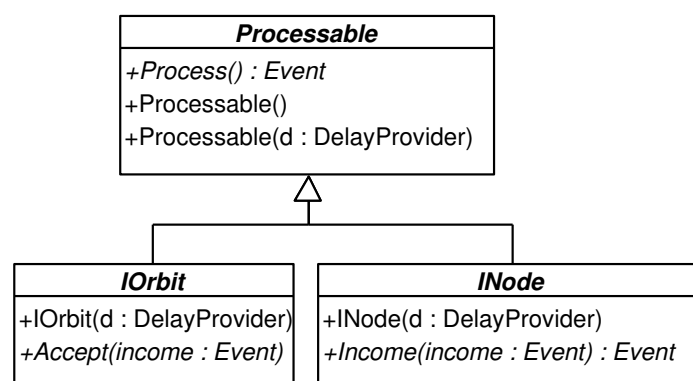 Processable
+Process() : Event
+Processable()
+Processable(d : DelayProvider)
IOrbit
+IOrbit(d : DelayProvider)
+Accept(income : Event)
INode
+INode(d : DelayProvider)
+Income(income : Event) : Event